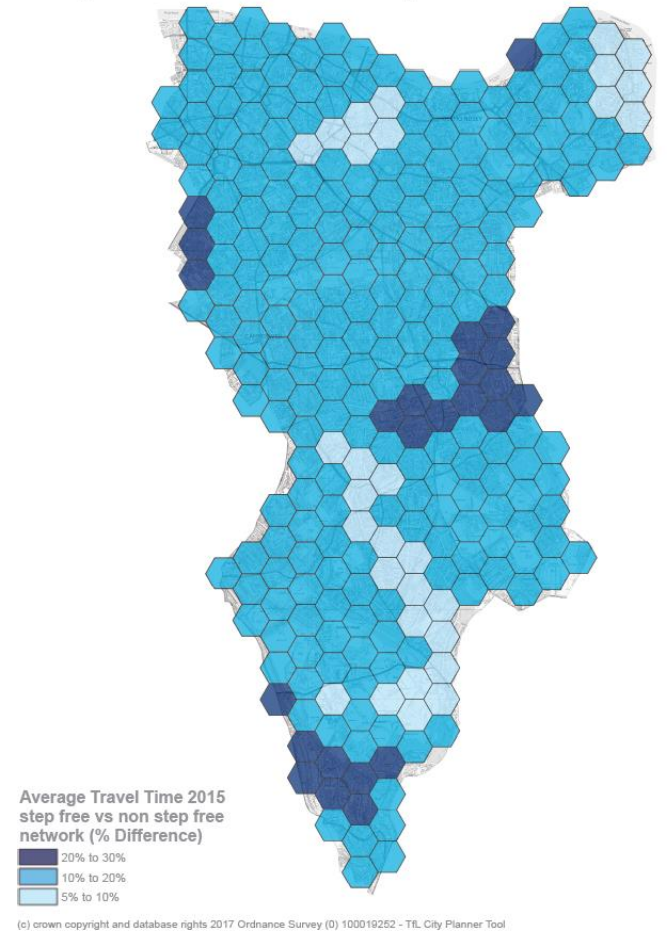 Average Travel Time 2015
step free vs non step free
network (% Difference)
20% to 30%
10% to 20%
5% to 10%
(c) crown copyright and database rights 2017 Ordnance Survey (0) 100019252 - TfL City Planner Tool